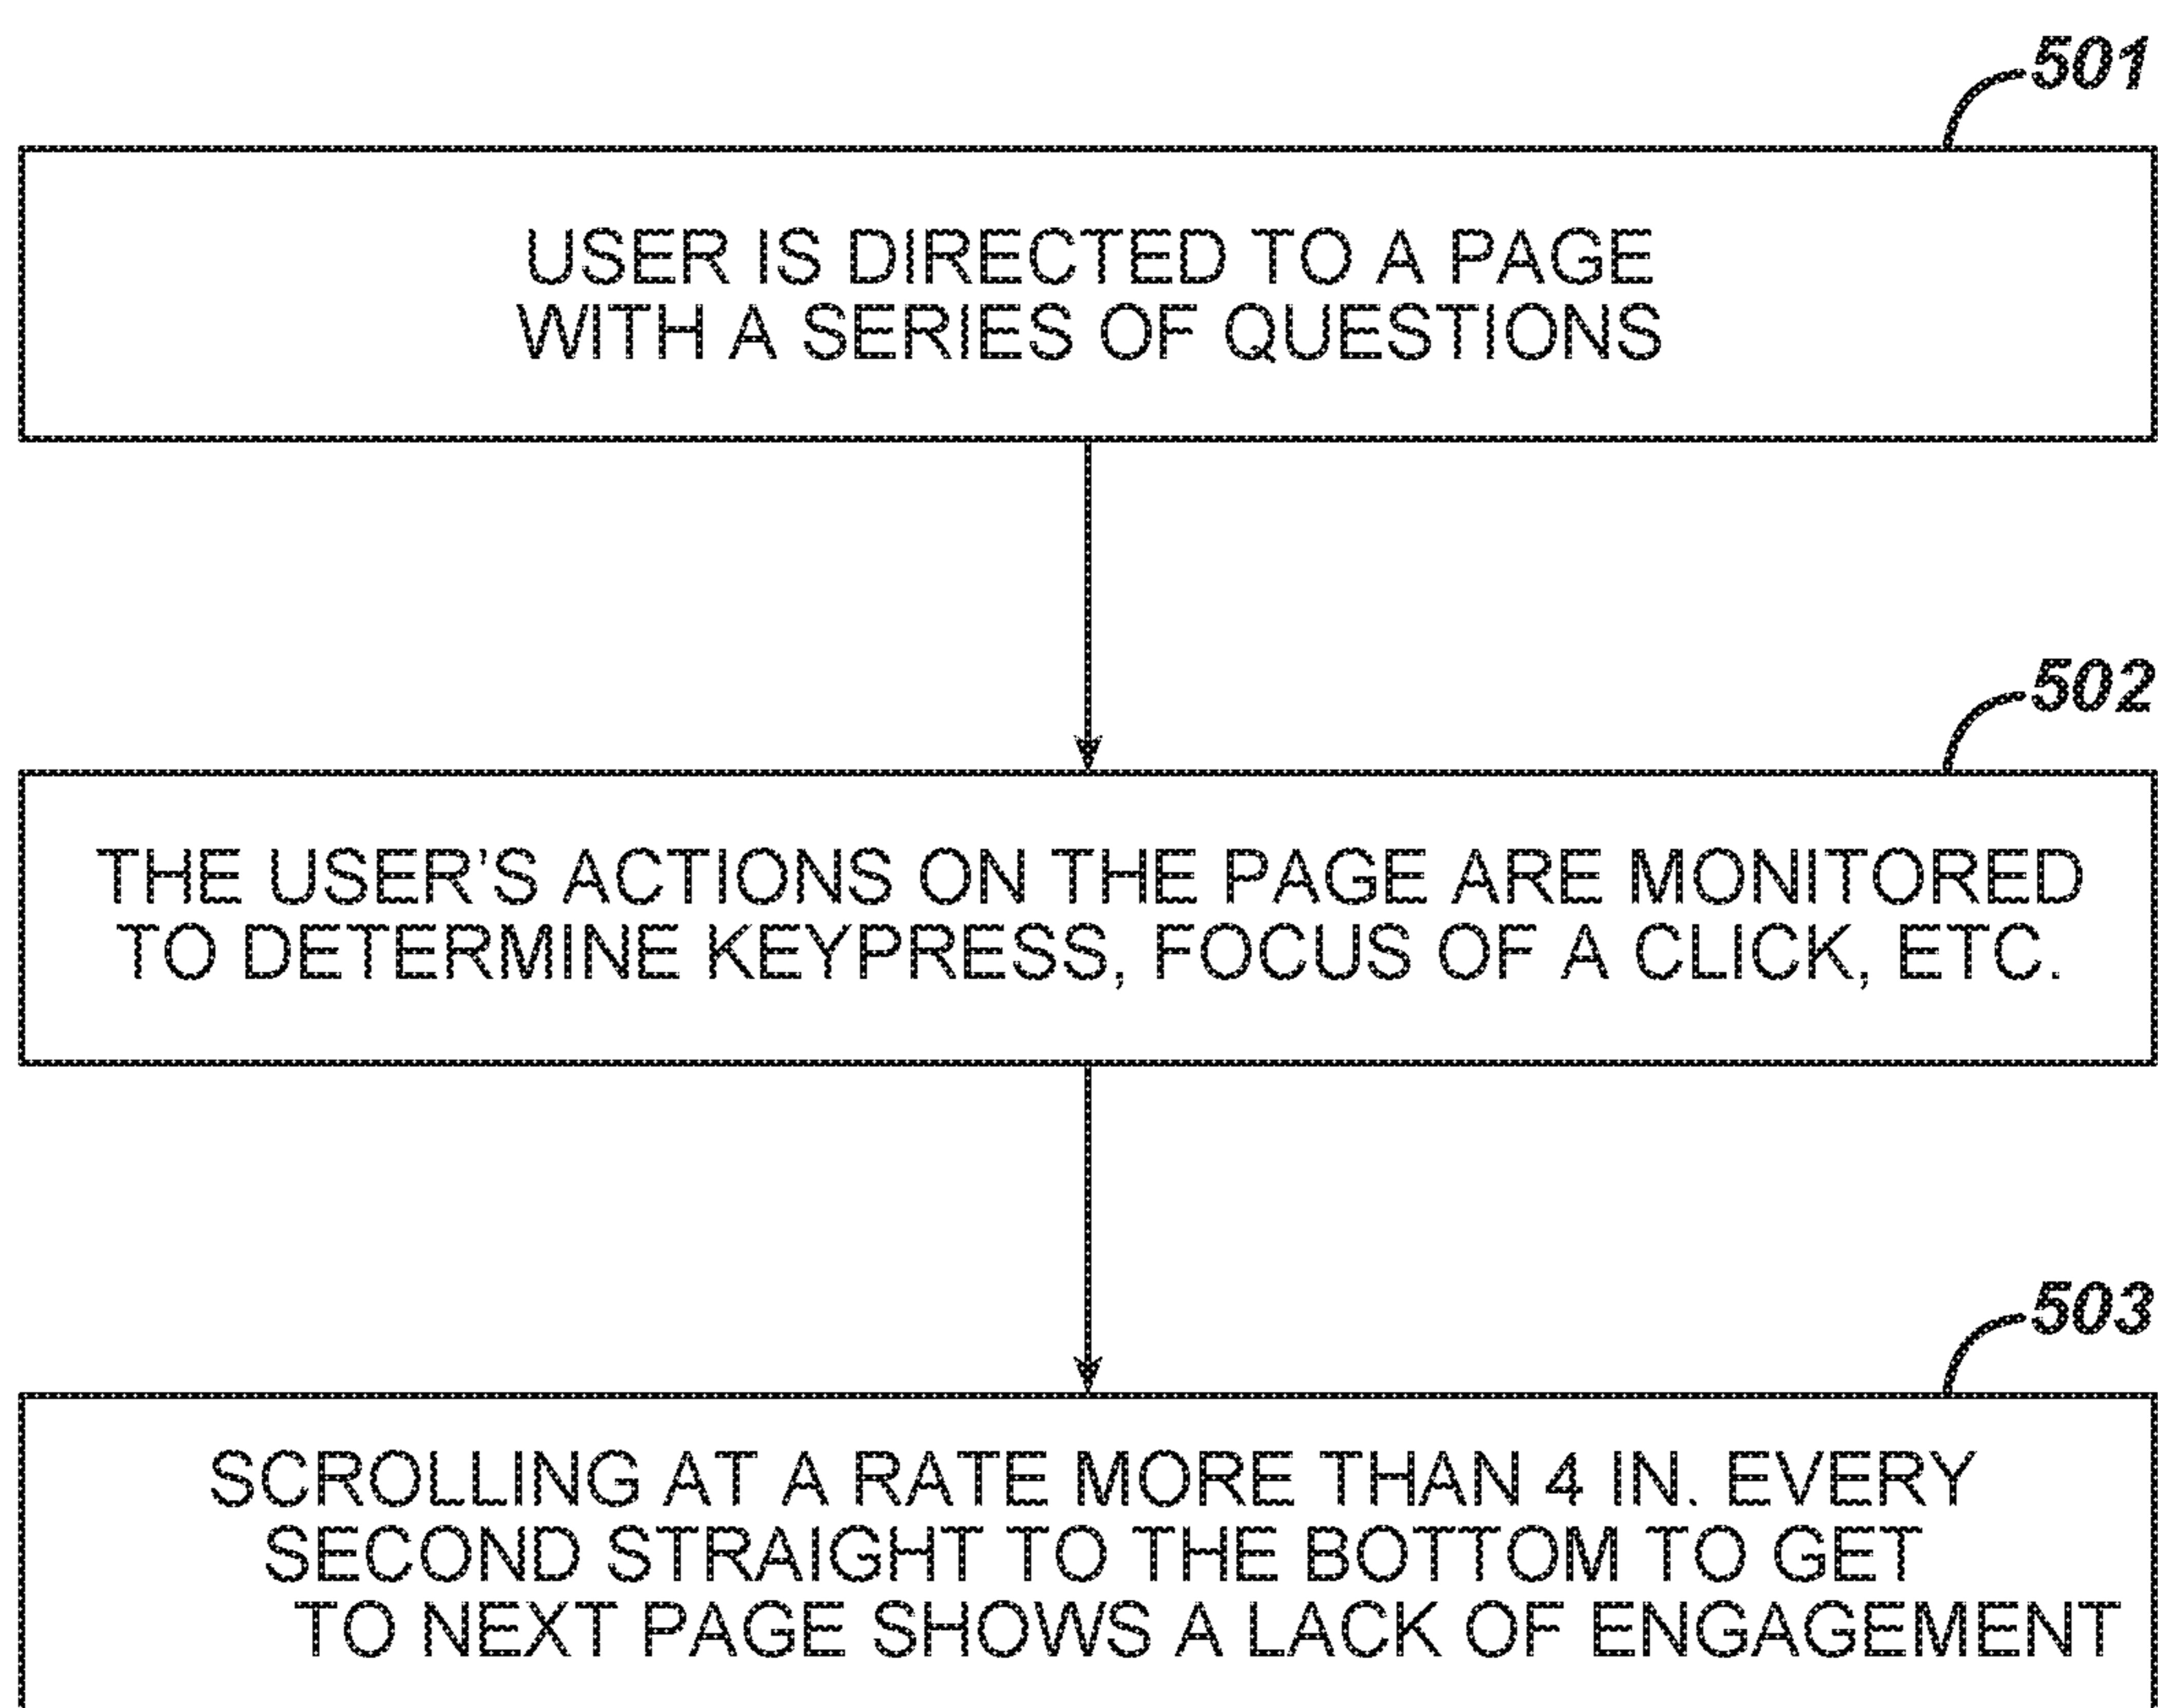 501
USER IS DIRECTED TO A PAGE
WITH A SERIES OF QUESTIONS
502
THE USER'S ACTIONS ON THE PAGE ARE MONITORED
TO DETERMINE KEYPRESS, FOCUS OF A CLICK, ETC.
503
SCROLLING AT A RATE MORE THAN 4 IN. EVERY
SECOND STRAIGHT TO THE BOTTOM TO GET
TO NEXT PAGE SHOWS A LACK OF ENGAGEMENT